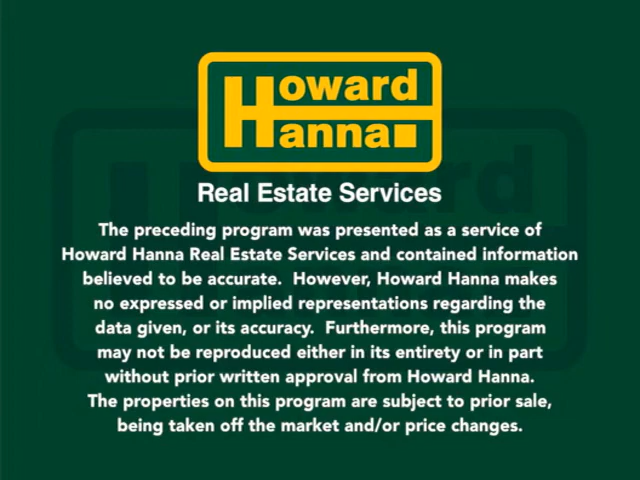 Howard
Hanna
Real Estate Services
The preceding program was presented as a service of
Howard Hanna Real Estate Services and contained information
believed to be accurate. However, Howard Hanna makes
no expressed or implied representations regarding the
data given, or its accuracy. Furthermore, this program
may not be reproduced either in its entirety or in part
without prior written approval from Howard Hanna.
The properties on this program are subject to prior sale,
being taken off the market and/or price changes.